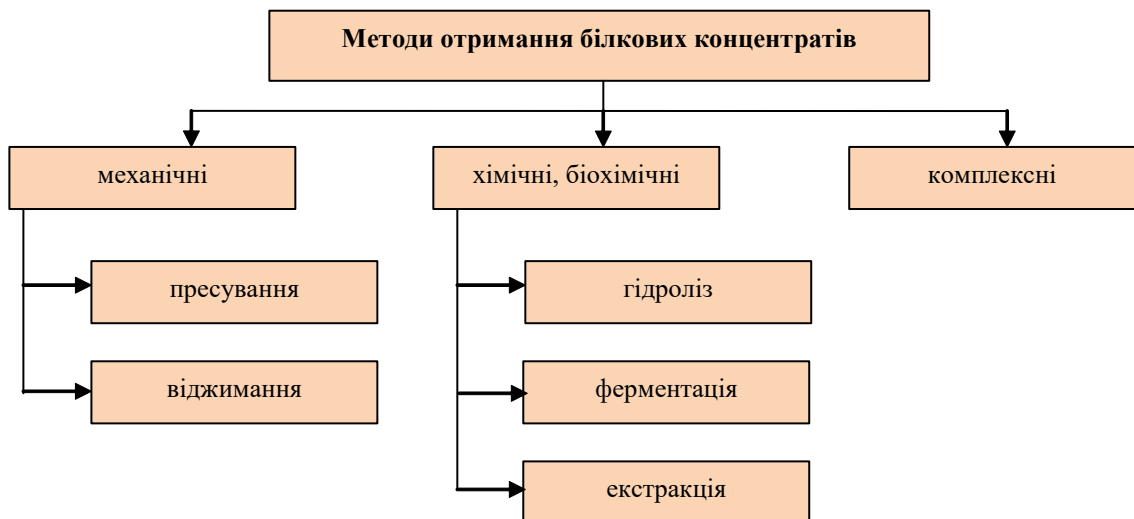 Методи отримання білкових концентратів
механічні
хімічні, біохімічні
комплексні
пресування
гідроліз
віджимання
ферментація
екстракція